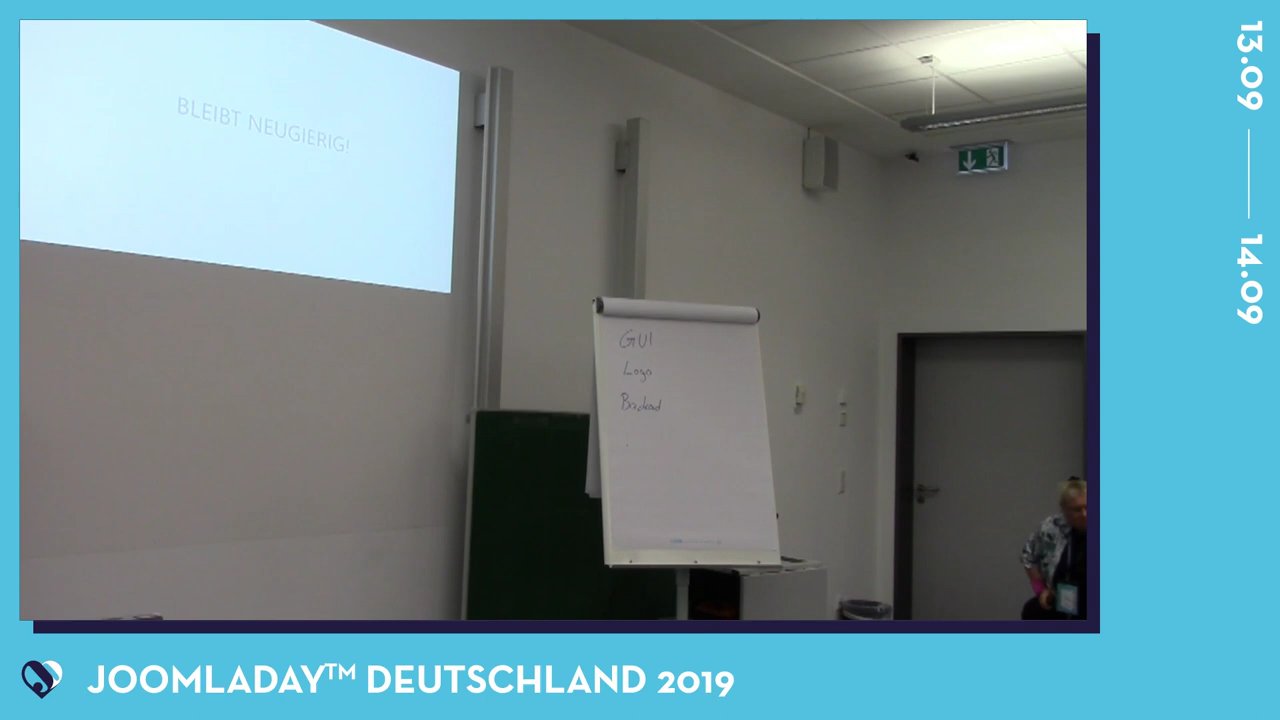 BLEIBT NEUGIERIG!
GUI
Logo
Backend
13.09
14.09
JOOMLADAY™ DEUTSCHLAND 2019